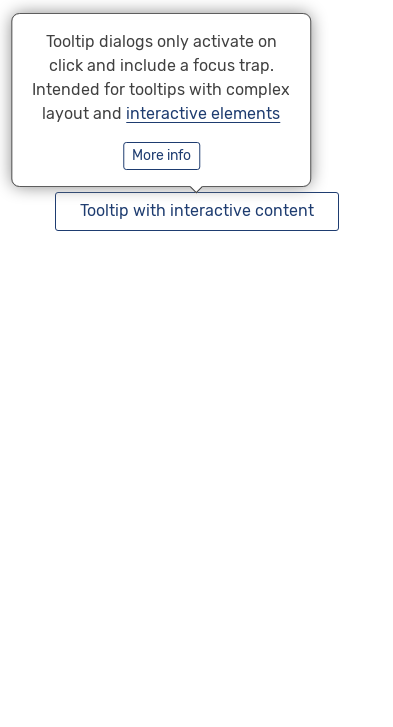 Tooltip dialogs only activate on
click and include a focus trap.
Intended for tooltips with complex
layout and interactive elements
More info
Tooltip with interactive content